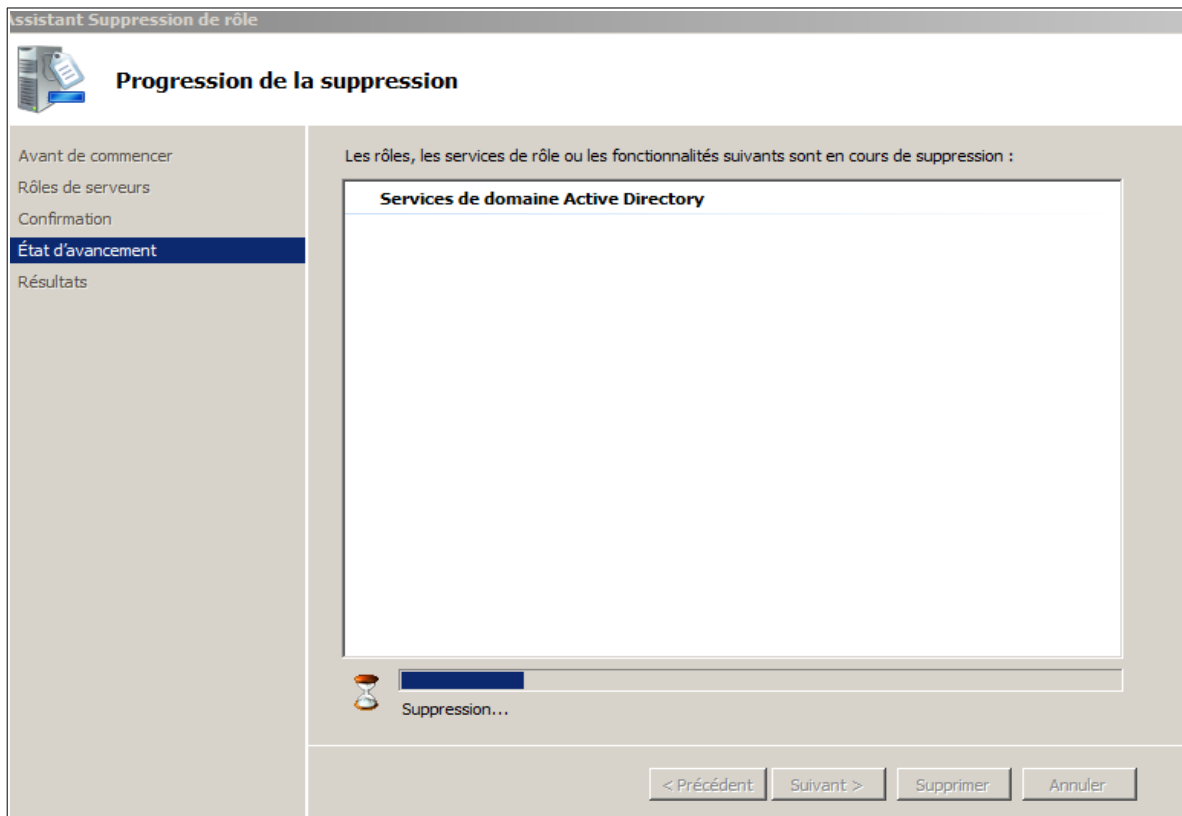 Assistant Suppression de rôle
Progression de la suppression
Avant de commencer
Rôles de serveurs
Confirmation
État d’avancement
Résultats
Les rôles, les services de rôle ou les fonctionnalités suivants sont en cours de suppression :
Services de domaine Active Directory
Suppression...
< Précédent
Suivant >
Supprimer
Annuler